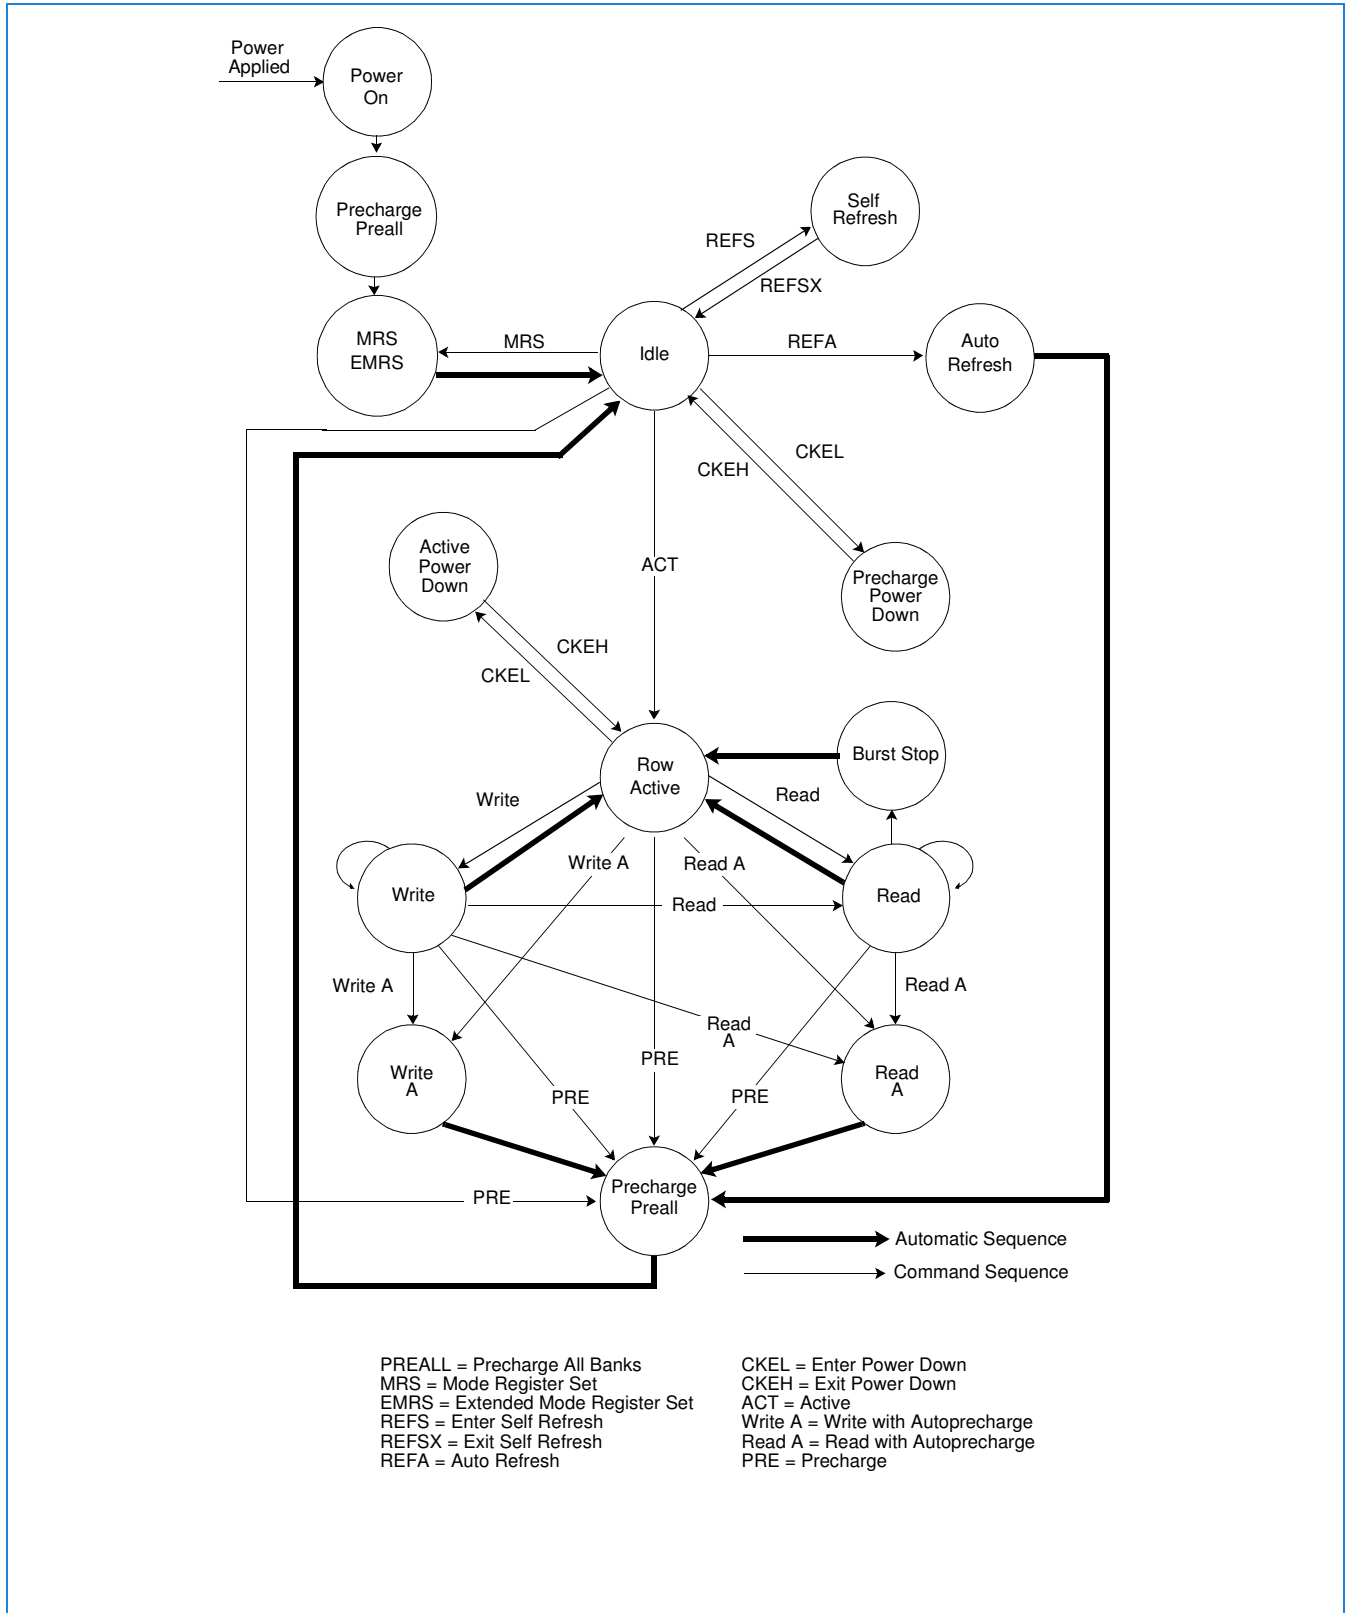 Power
Applied
Power
On
Precharge
Preall
Self
Refresh
REFS
REFSX
MRS
EMRS
MRS
Idle
REFA
Auto
Refresh
CKEL
CKEH
Active
Power
Down
ACT
Precharge
Power
Down
CKEH
CKEL
Row
Active
Burst Stop
Write
Read
Write A
Read A
Write
Read
Read
Write A
Read A
Read
A
PRE
Write
A
Read
A
PRE
PRE
Precharge
Preall
PRE
Automatic Sequence
Command Sequence
PREALL = Precharge All Banks
MRS = Mode Register Set
EMRS = Extended Mode Register Set
REFS = Enter Self Refresh
REFSX = Exit Self Refresh
REFA = Auto Refresh
CKEL = Enter Power Down
CKEH = Exit Power Down
ACT = Active
Write A = Write with Autoprecharge
Read A = Read with Autoprecharge
PRE = Precharge